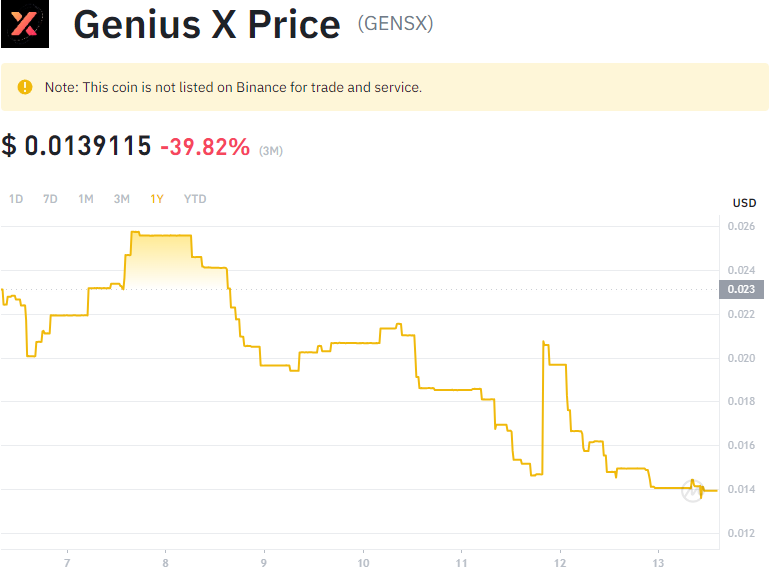 Genius X Price (GENSX)
Note: This coin is not listed on Binance for trade and service.
$ 0.0139115 -39.82% (3M)
1D 7D 1M 3M 1Y YTD
USD
0.026
0.024
0.023
0.022
0.020
0.018
0.016
0.014
0.012
7 8 9 10 11 12 13